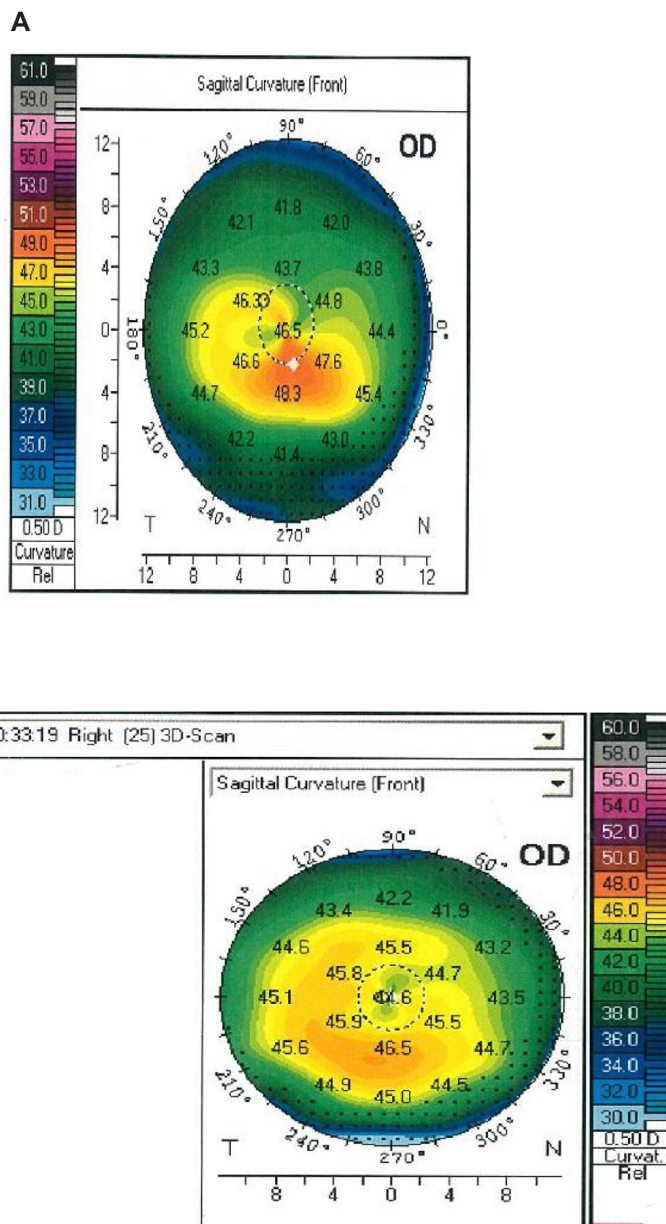 A
Sagittal Curvature (Front)
OD
61.0
59.0
57.0
55.0
53.0
51.0
49.0
47.0
45.0
43.0
41.0
39.0
37.0
35.0
33.0
31.0
0.50 D
Curvature
Rel
12
8
4
0
4
8
12
90°
120°
60°
150°
30°
180°
0°
210°
330°
240°
300°
270°
42.1 41.8 42.0
43.3 43.7 43.8
46.3 44.8
45.2 46.5 44.4
46.6 47.6
44.7 48.3 45.4
42.2 41.4 43.0
T N
12 8 4 0 4 8 12
0:33:19 Right (25) 3D-Scan
Sagittal Curvature (Front)
OD
90°
120°
60°
150°
30°
210°
330°
240°
300°
270°
43.4 42.2 41.9
44.6 45.5 43.2
45.8 44.7
45.1 44.6 43.5
45.9 45.5
45.6 46.5 44.7
44.9 45.0 44.5
T N
8 4 0 4 8
60.0
58.0
56.0
54.0
52.0
50.0
48.0
46.0
44.0
42.0
40.0
38.0
36.0
34.0
32.0
30.0
0.50 D
Curvat.
Rel